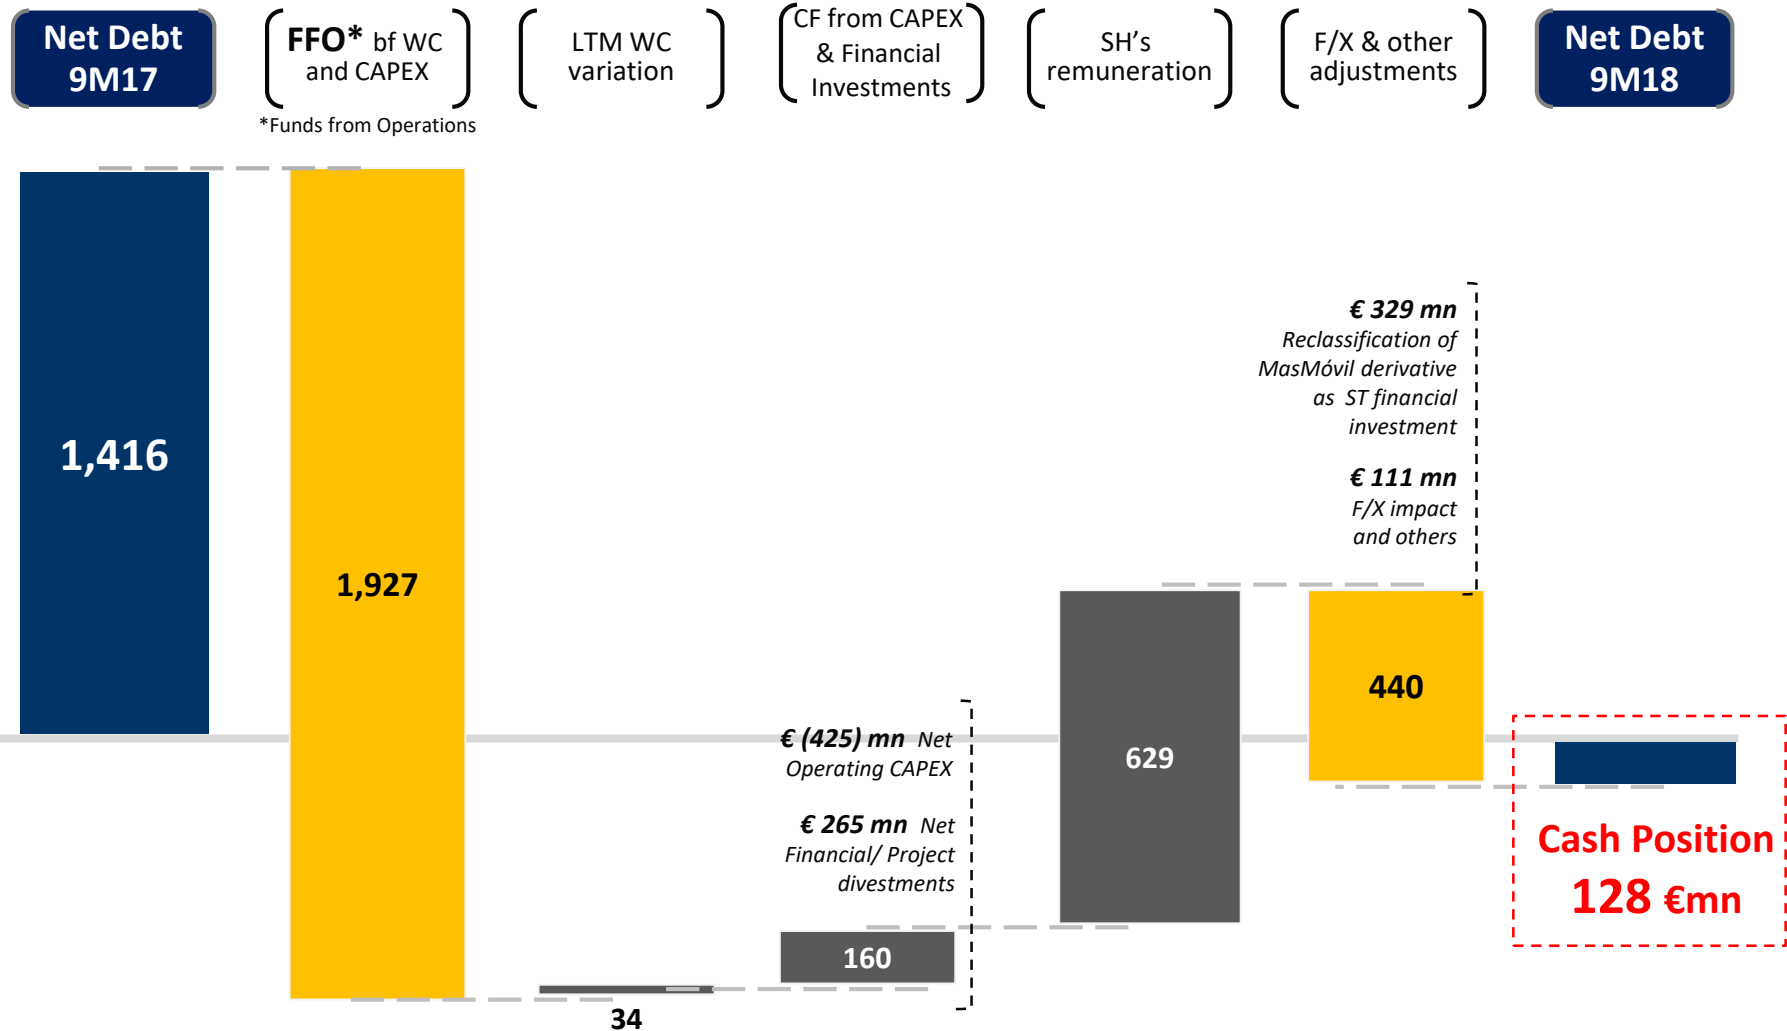 Net Debt
9M17
FFO* bf WC
and CAPEX
*Funds from Operations
LTM WC
variation
CF from CAPEX
& Financial
Investments
SH's
remuneration
F/X & other
adjustments
Net Debt
9M18
1,416
1,927
34
€ (425) mn Net
Operating CAPEX
€ 265 mn Net
Financial/ Project
divestments
160
629
€ 329 mn
Reclassification of
MasMóvil derivative
as ST financial
investment
€ 111 mn
F/X impact
and others
440
Cash Position
128 €mn